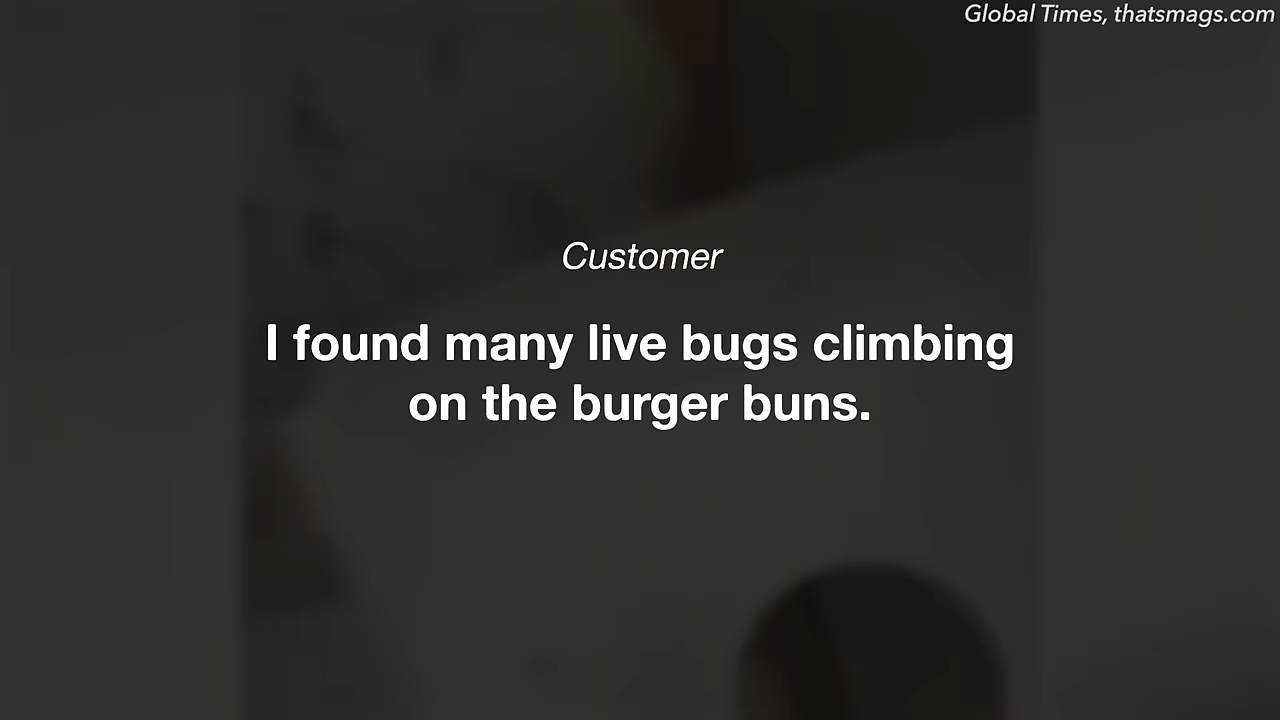 Global Times, thatsmags.com
Customer
I found many live bugs climbing
on the burger buns.